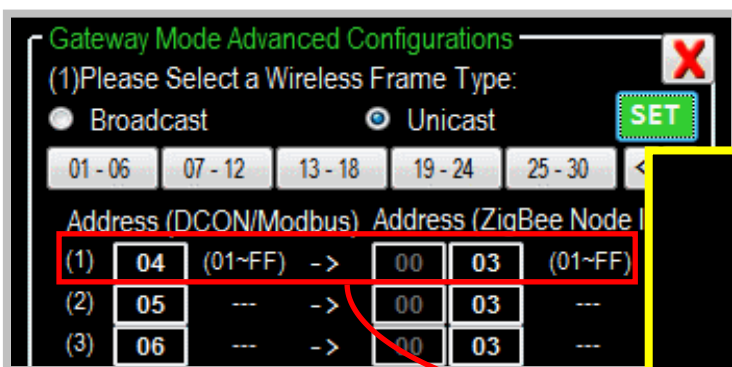 Gateway Mode Advanced Configurations
X
(1)Please Select a Wireless Frame Type:
Broadcast Unicast SET
01 - 06 07 - 12 13 - 18 19 - 24 25 - 30 <
Address (DCON/Modbus) Address (ZigBee Node
(1) 04 (01~FF) -> 00 03 (01~FF)
(2) 05 --- -> 00 03 ---
(3) 06 --- -> 00 03 ---